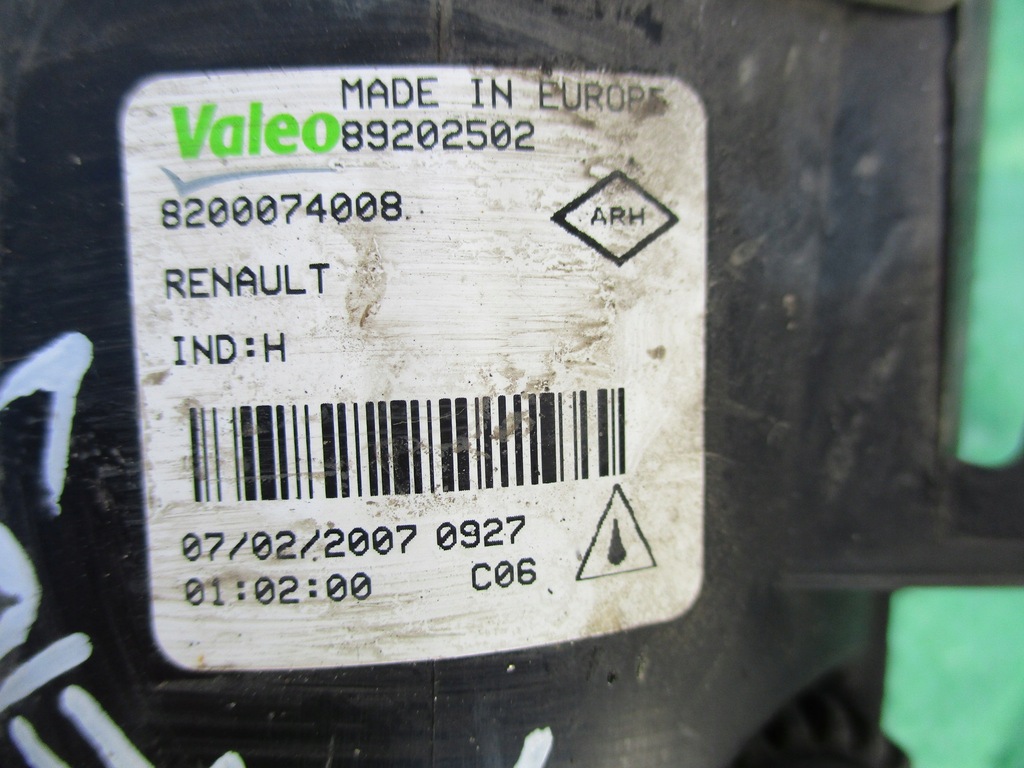 MADE IN EUROPE
Valeo 89202502
8200074008
ARH
RENAULT
IND:H
07/02/2007 0927
01:02:00 C06